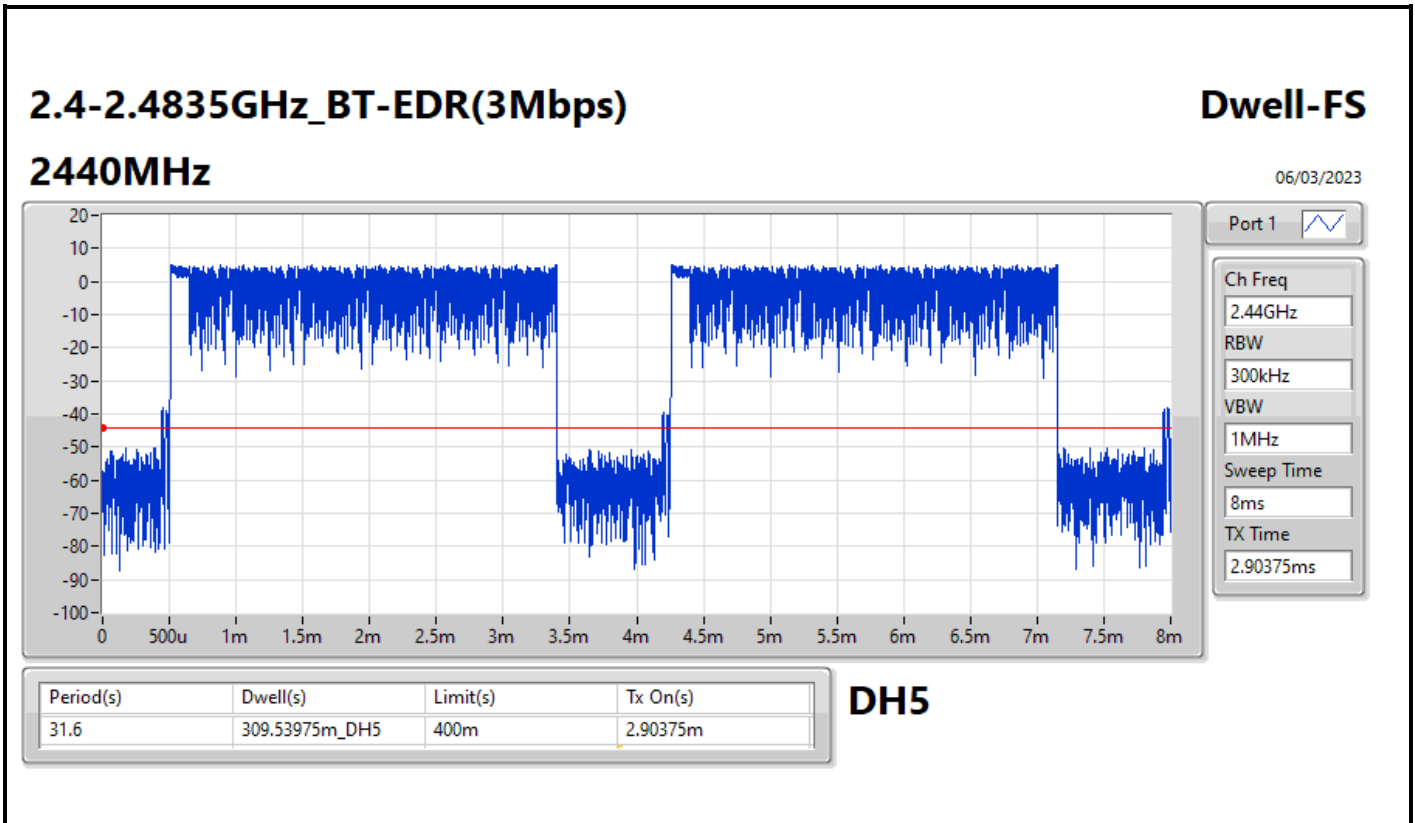 2.4-2.4835GHz_BT-EDR(3Mbps) Dwell-FS
2440MHz
06/03/2023
Port 1
20
10
0
-10
-20
-30
-40
-50
-60
-70
-80
-90
-100
0 500u 1m 1.5m 2m 2.5m 3m 3.5m 4m 4.5m 5m 5.5m 6m 6.5m 7m 7.5m 8m
Ch Freq
2.44GHz
RBW
300kHz
VBW
1MHz
Sweep Time
8ms
TX Time
2.90375ms
Period(s) Dwell(s) Limit(s) Tx On(s)
31.6 309.53975m_DH5 400m 2.90375m
DH5